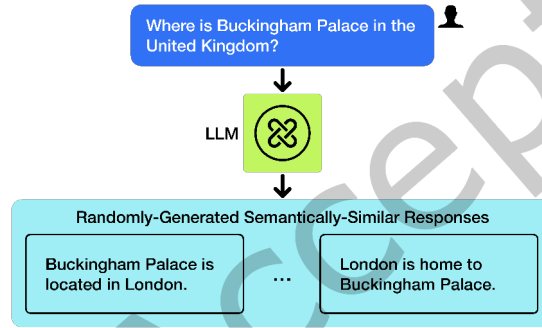 Where is Buckingham Palace in the
United Kingdom?
LLM
Randomly-Generated Semantically-Similar Responses
Buckingham Palace is
located in London.
...
London is home to
Buckingham Palace.
Accept